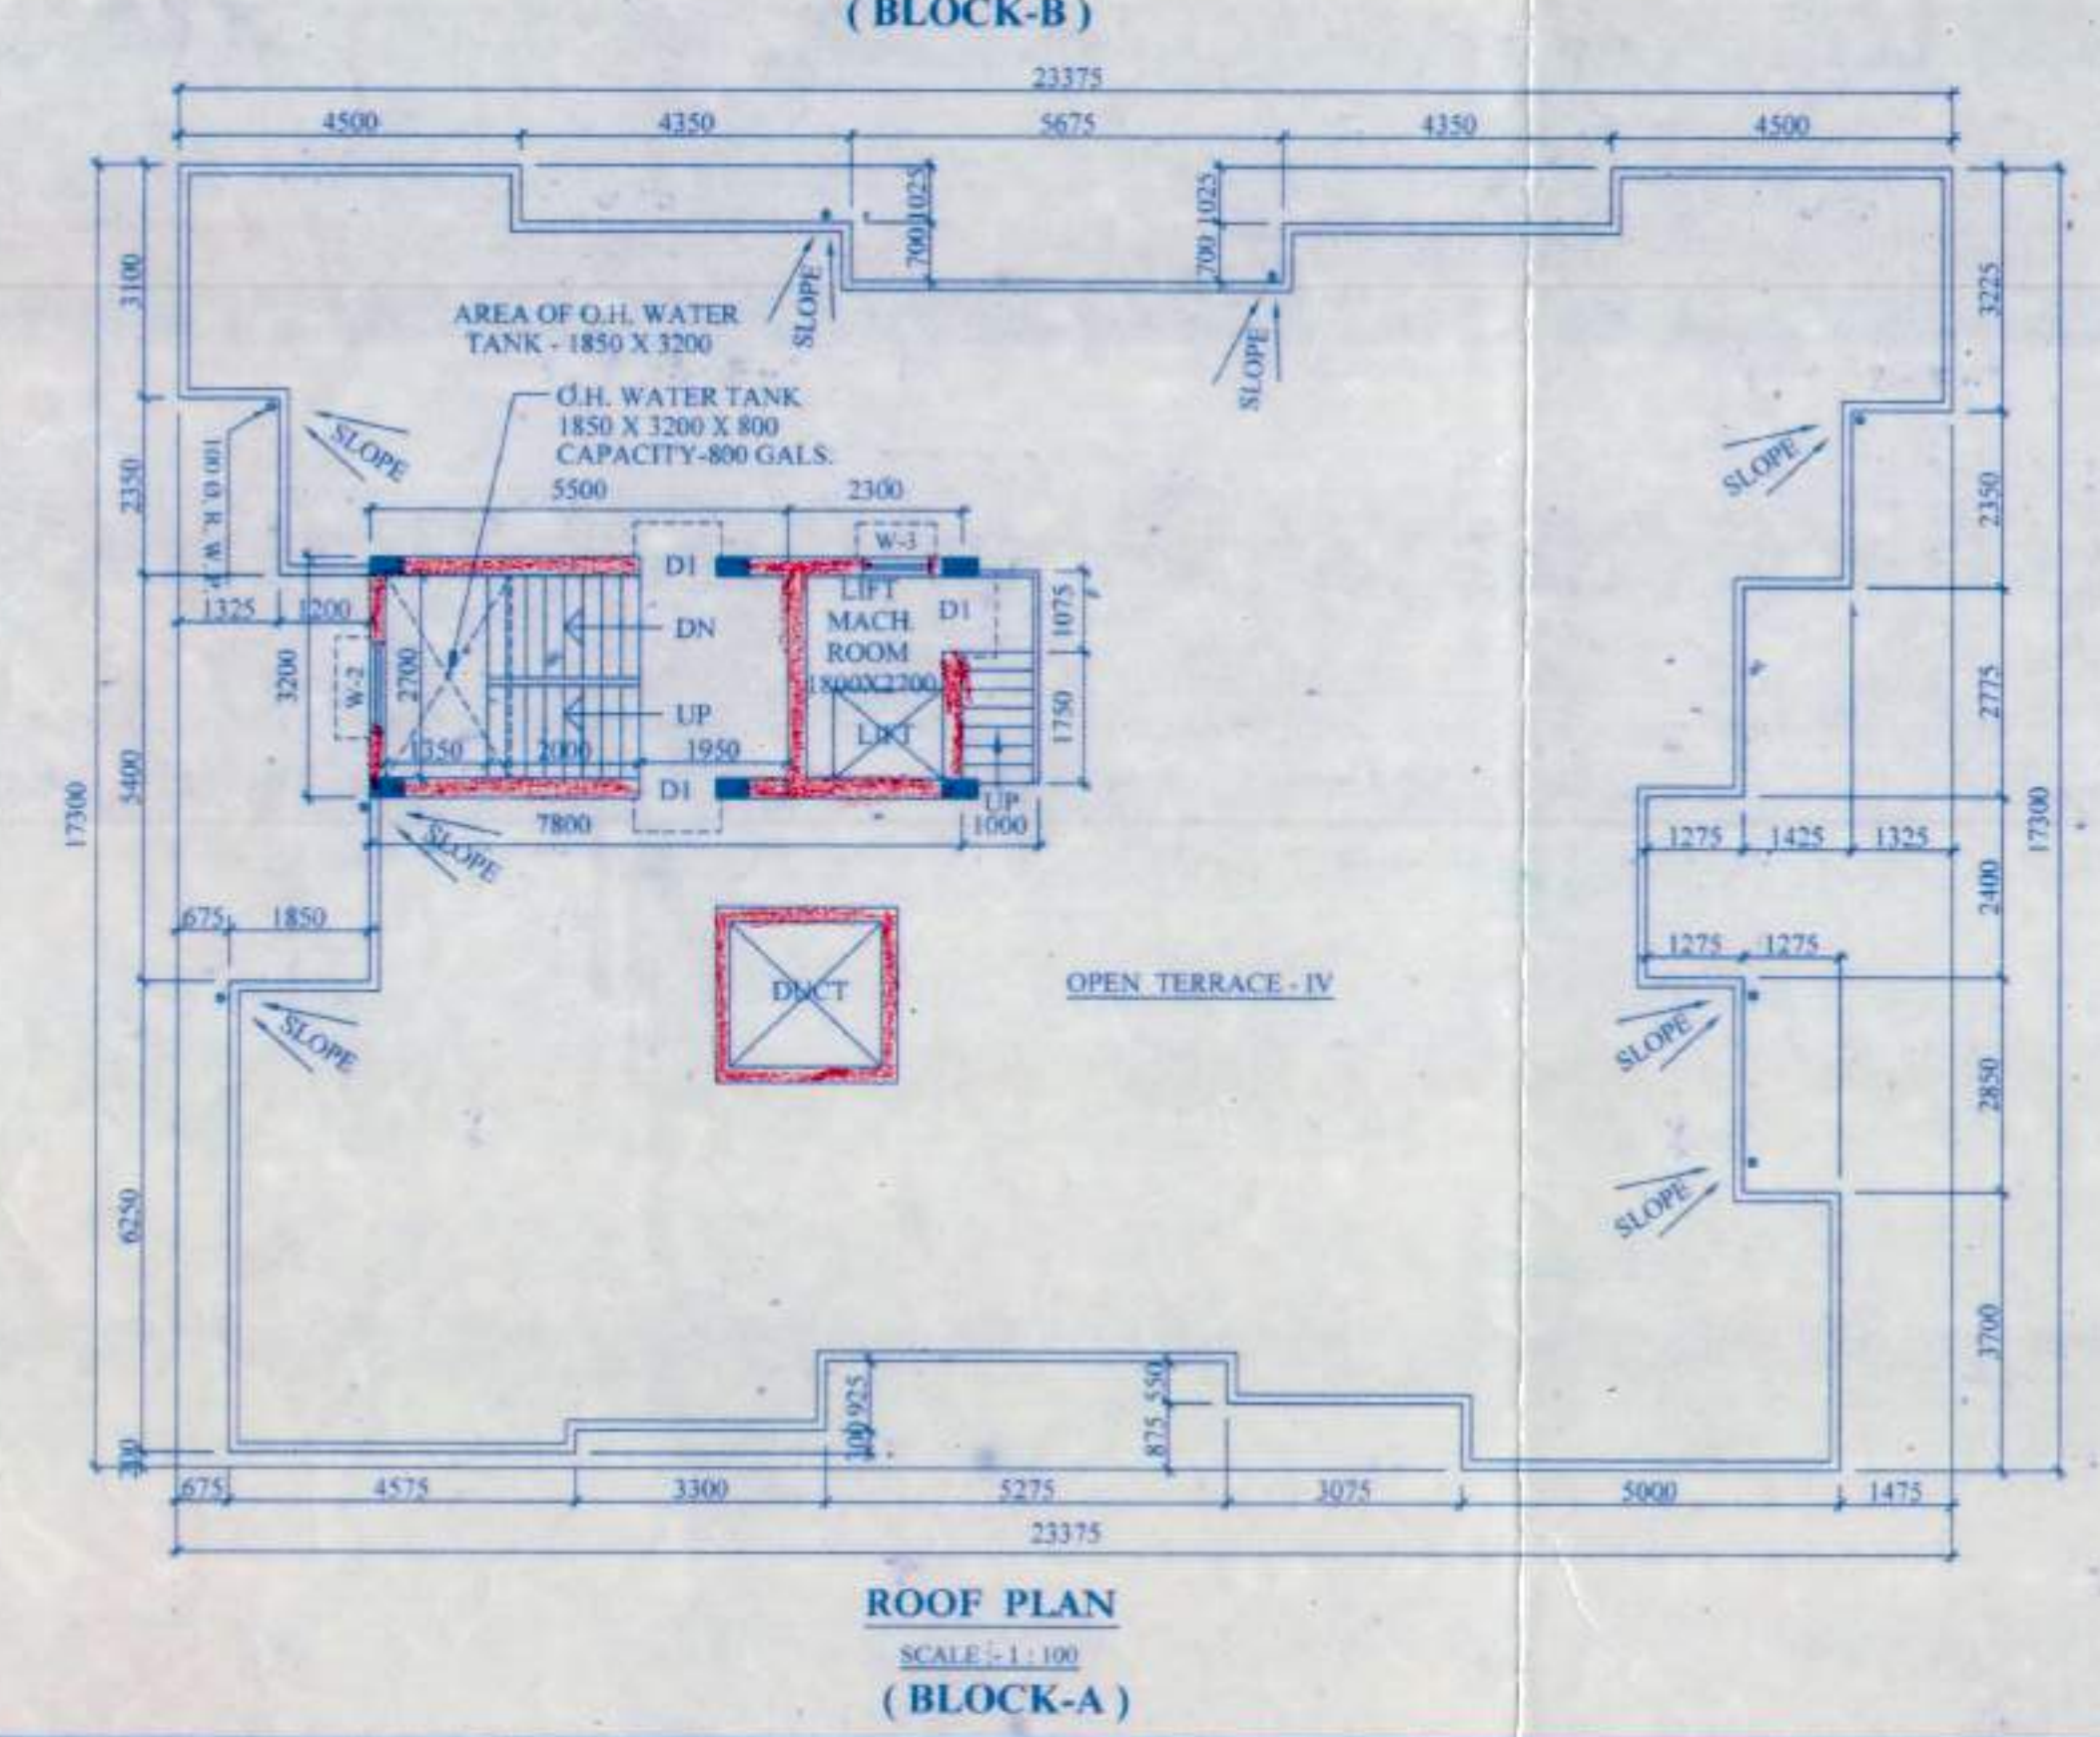 ( BLOCK-B )
23375
4500 4350 5675 4350 4500
1025
700
1025
700
3100
3225
SLOPE
SLOPE
AREA OF O.H. WATER
TANK - 1850 X 3200
O.H. WATER TANK
1850 X 3200 X 800
CAPACITY-800 GALS.
SLOPE
SLOPE
2350
100 Ø R. W. P.
2350
5500 2300
W-3
D1
LIFT
MACH.
ROOM
1800X2200
D1
1075
1325 1200
DN
3200
W-2
2700
UP
LIFT
1750
2775
1350 2000 1950
D1
UP
7800 1000
5400
17300
17300
SLOPE
1275 1425 1325
2400
675 1850
1275 1275
DUCT
OPEN TERRACE - IV
SLOPE
SLOPE
2850
SLOPE
6250
3700
925
300
550
875
675 4575 3300 5275 3075 5000 1475
23375
ROOF PLAN
SCALE :- 1 : 100
( BLOCK-A )